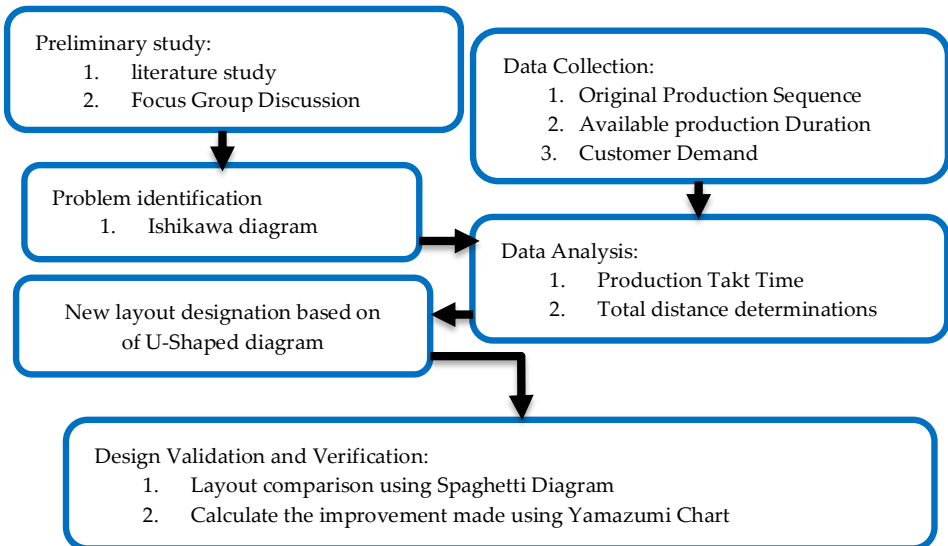 Preliminary study:
1. literature study
2. Focus Group Discussion
Data Collection:
1. Original Production Sequence
2. Available production Duration
3. Customer Demand
Problem identification
1. Ishikawa diagram
Data Analysis:
1. Production Takt Time
2. Total distance determinations
New layout designation based on
of U-Shaped diagram
Design Validation and Verification:
1. Layout comparison using Spaghetti Diagram
2. Calculate the improvement made using Yamazumi Chart